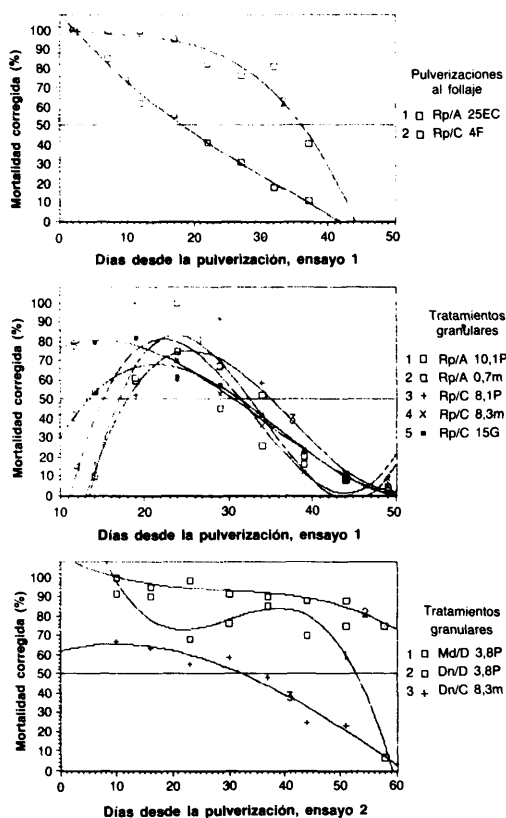 Mortalidad corregida (%)
100
90
80
70
60
50
40
30
20
10
0
0 10 20 30 40 50
Días desde la pulverización, ensayo 1
Pulverizaciones
al follaje
1 □ Rp/A 25EC
2 □ Rp/C 4F
Mortalidad corregida (%)
100
90
80
70
60
50
40
30
20
10
0
10 20 30 40 50
Días desde la pulverización, ensayo 1
Tratamientos
granulares
1 □ Rp/A 10,1P
2 □ Rp/A 0,7m
3 + Rp/C 8,1P
4 x Rp/C 8,3m
5 ▪ Rp/C 15G
Mortalidad corregida (%)
100
90
80
70
60
50
40
30
20
10
0
0 10 20 30 40 50 60
Días desde la pulverización, ensayo 2
Tratamientos
granulares
1 □ Md/D 3,8P
2 □ Dn/D 3,8P
3 + Dn/C 8,3m